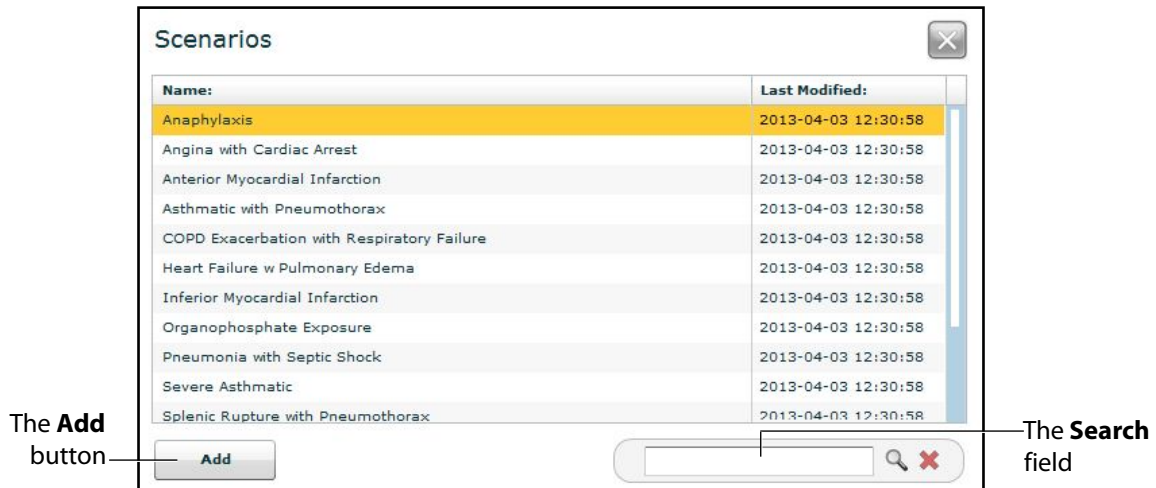 Scenarios
Name: Last Modified:
Anaphylaxis 2013-04-03 12:30:58
Angina with Cardiac Arrest 2013-04-03 12:30:58
Anterior Myocardial Infarction 2013-04-03 12:30:58
Asthmatic with Pneumothorax 2013-04-03 12:30:58
COPD Exacerbation with Respiratory Failure 2013-04-03 12:30:58
Heart Failure w Pulmonary Edema 2013-04-03 12:30:58
Inferior Myocardial Infarction 2013-04-03 12:30:58
Organophosphate Exposure 2013-04-03 12:30:58
Pneumonia with Septic Shock 2013-04-03 12:30:58
Severe Asthmatic 2013-04-03 12:30:58
Splenic Rupture with Pneumothorax 2013-04-03 12:30:58
The Add
button
Add
The Search
field